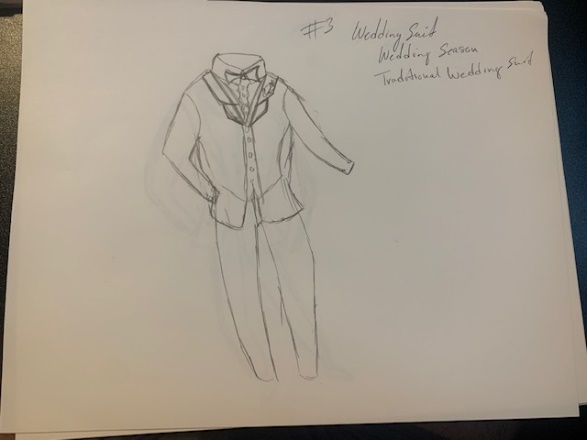 #3 Wedding Suit
Wedding Season
Traditional Wedding Suit